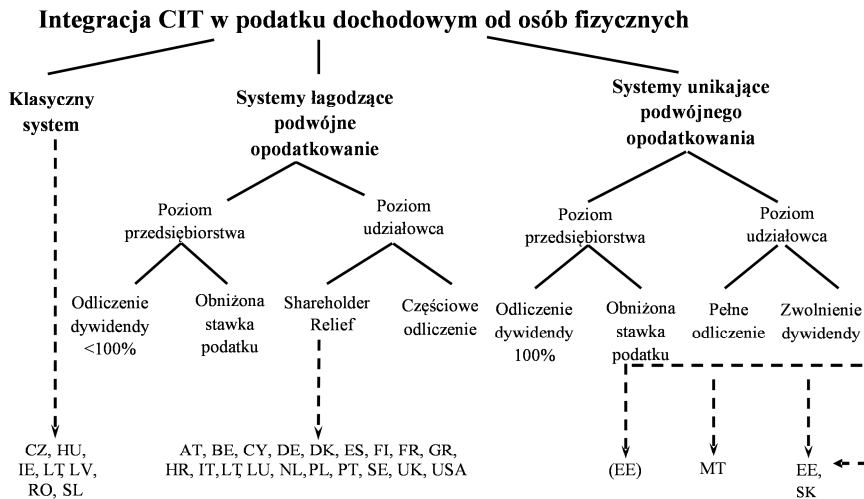 Integracja CIT w podatku dochodowym od osób fizycznych
Klasyczny
system
Systemy łagodzące
podwójne
opodatkowanie
Systemy unikające
podwójnego
opodatkowania
Poziom
przedsiębiorstwa
Poziom
udziałowca
Poziom
przedsiębiorstwa
Poziom
udziałowca
Odliczenie
dywidendy
<100%
Obniżona
stawka
podatku
Shareholder
Relief
Częściowe
odliczenie
Odliczenie
dywidendy
100%
Obniżona
stawka
podatku
Pełne
odliczenie
Zwolnienie
dywidendy
CZ, HU,
IE, LT, LV,
RO, SL
AT, BE, CY, DE, DK, ES, FI, FR, GR,
HR, IT, LT, LU, NL, PL, PT, SE, UK, USA
(EE)
MT
EE,
SK